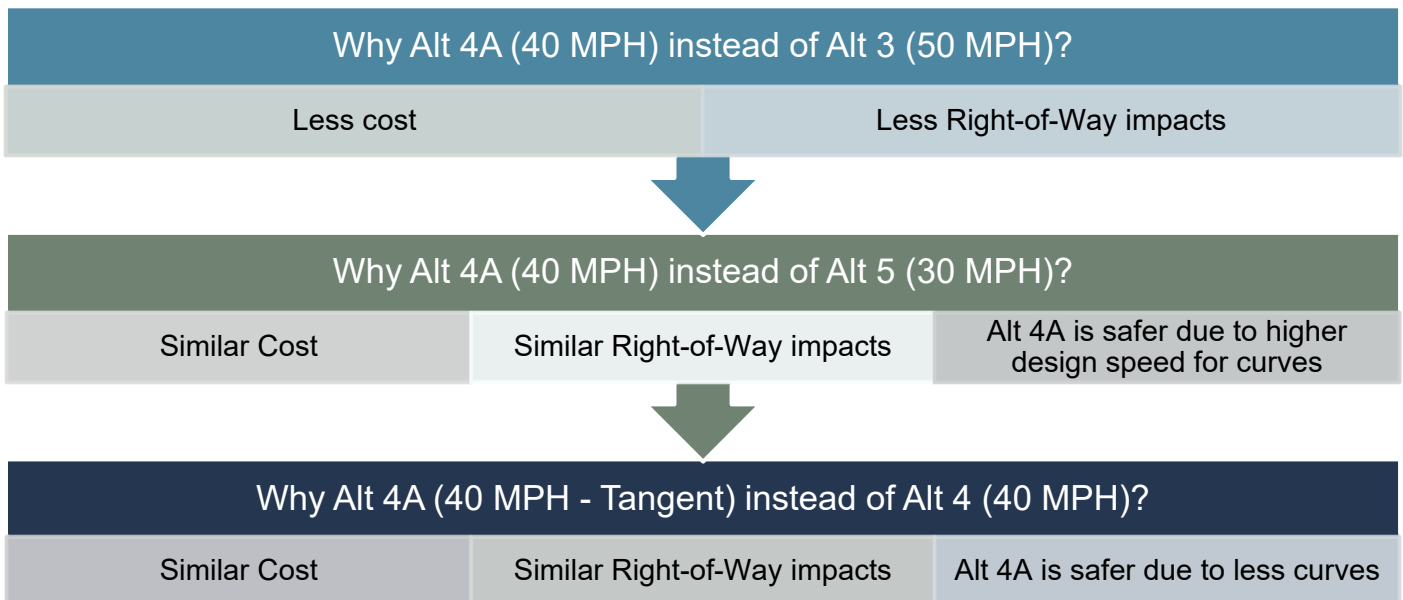 Why Alt 4A (40 MPH) instead of Alt 3 (50 MPH)?
Less cost
Less Right-of-Way impacts
Why Alt 4A (40 MPH) instead of Alt 5 (30 MPH)?
Similar Cost
Similar Right-of-Way impacts
Alt 4A is safer due to higher
design speed for curves
Why Alt 4A (40 MPH - Tangent) instead of Alt 4 (40 MPH)?
Similar Cost
Similar Right-of-Way impacts
Alt 4A is safer due to less curves